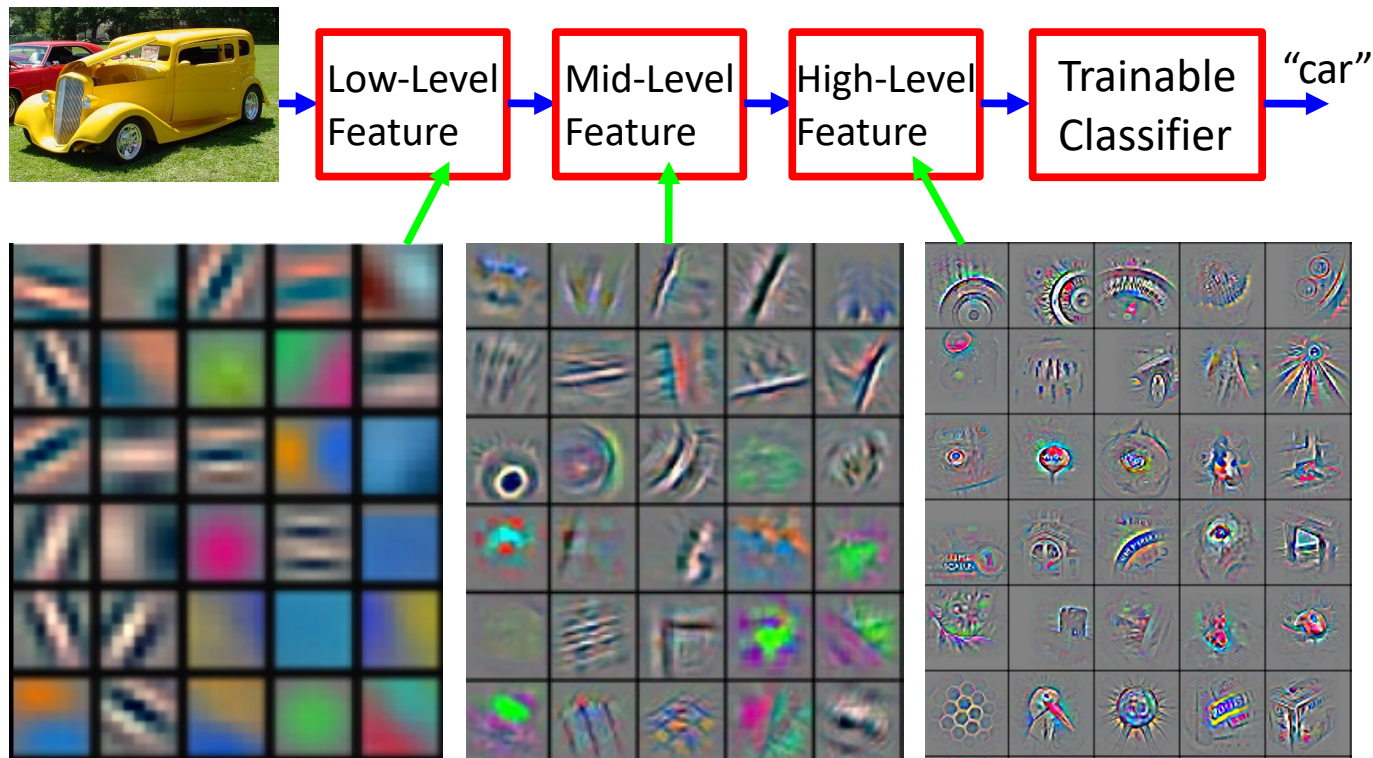 Low-Level
Feature
Mid-Level
Feature
High-Level
Feature
Trainable
Classifier
“car”